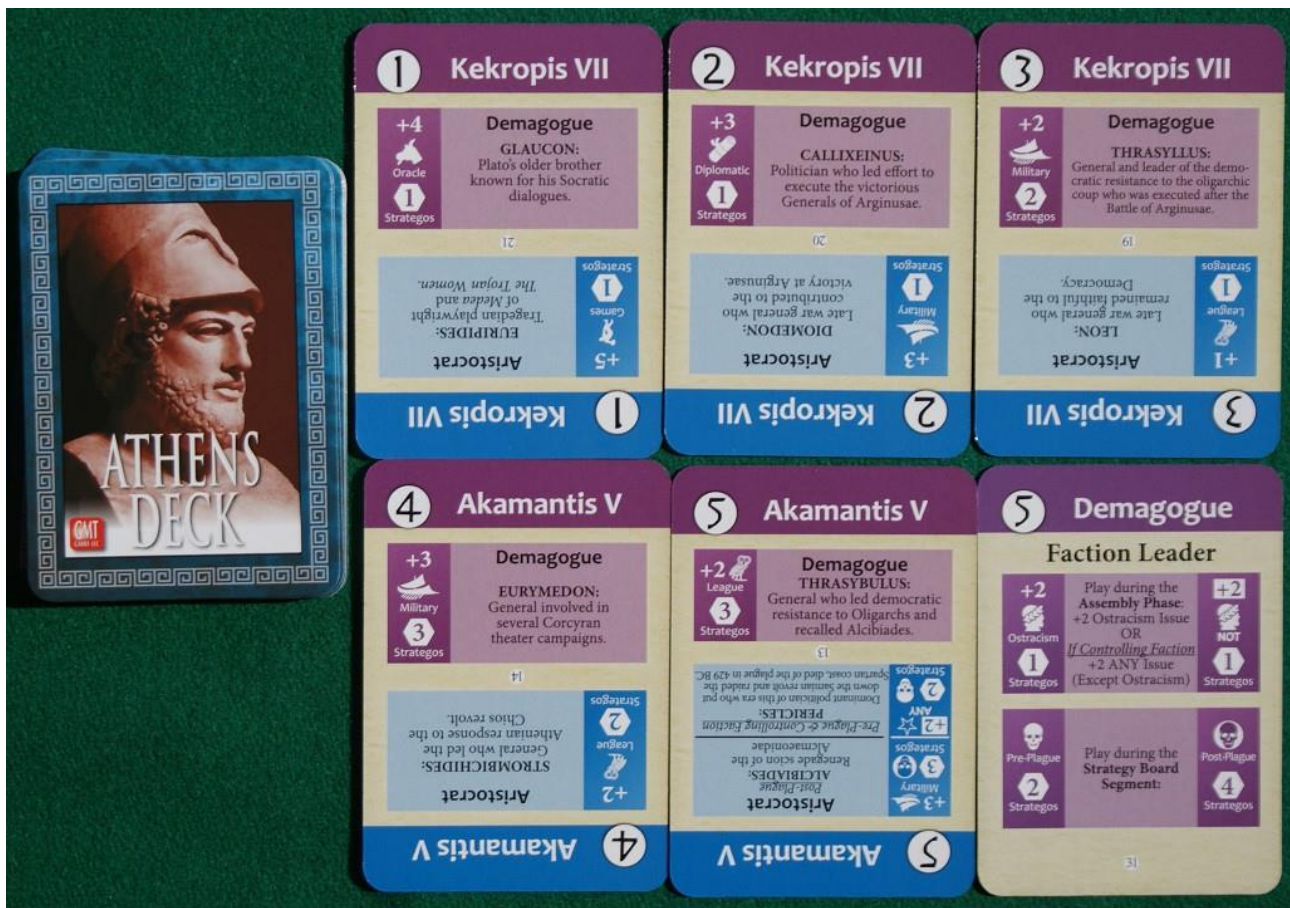 ATHENS
DECK
GMT
GAMES LLC
1 Kekropis VII
+4
Oracle
1
Strategos
Demagogue
GLAUCON:
Plato's older brother
known for his Socratic
dialogues.
21
Kekropis VII 1
Aristocrat
EURIPIDES:
Tragedian playwright
of Medea and
The Trojan Women.
+5
Games
1
Strategos
2 Kekropis VII
+3
Diplomatic
1
Strategos
Demagogue
CALLIXEINUS:
Politician who led effort to
execute the victorious
Generals of Arginusae.
20
Kekropis VII 2
Aristocrat
DIOMEDON:
Late war general who
contributed to the
victory at Arginusae.
+3
Military
1
Strategos
3 Kekropis VII
+2
Military
2
Strategos
Demagogue
THRASYLLUS:
General and leader of the demo-
cratic resistance to the oligarchic
coup who was executed after the
Battle of Arginusae.
19
Kekropis VII 3
Aristocrat
LEON:
Late war general who
remained faithful to the
Democracy.
+1
League
1
Strategos
4 Akamantis V
+3
Military
3
Strategos
Demagogue
EURYMEDON:
General involved in
several Corcyran
theater campaigns.
14
Akamantis V 4
Aristocrat
STROMBICHIDES:
General who led the
Athenian response to the
Chios revolt.
+2
League
2
Strategos
5 Akamantis V
+2
League
3
Strategos
Demagogue
THRASYBULUS:
General who led democratic
resistance to Oligarchs and
recalled Alcibiades.
13
Akamantis V 5
Aristocrat
Post-Plague
ALCIBIADES:
Renegade scion of the
Alcmaeonidae
+3
Military
3
Strategos
Pre-Plague & Controlling Faction
PERICLES:
Dominant politician of this era who put
down the Samian revolt and raided the
Spartan coast, died of the plague in 429 BC
+2
ANY
2
Strategos
5 Demagogue
Faction Leader
+2
Ostracism
1
Strategos
Play during the
Assembly Phase:
+2 Ostracism Issue
OR
If Controlling Faction
+2 ANY Issue
(Except Ostracism)
+2
NOT
1
Strategos
Pre-Plague
2
Strategos
Play during the
Strategy Board
Segment:
Post-Plague
4
Strategos
31